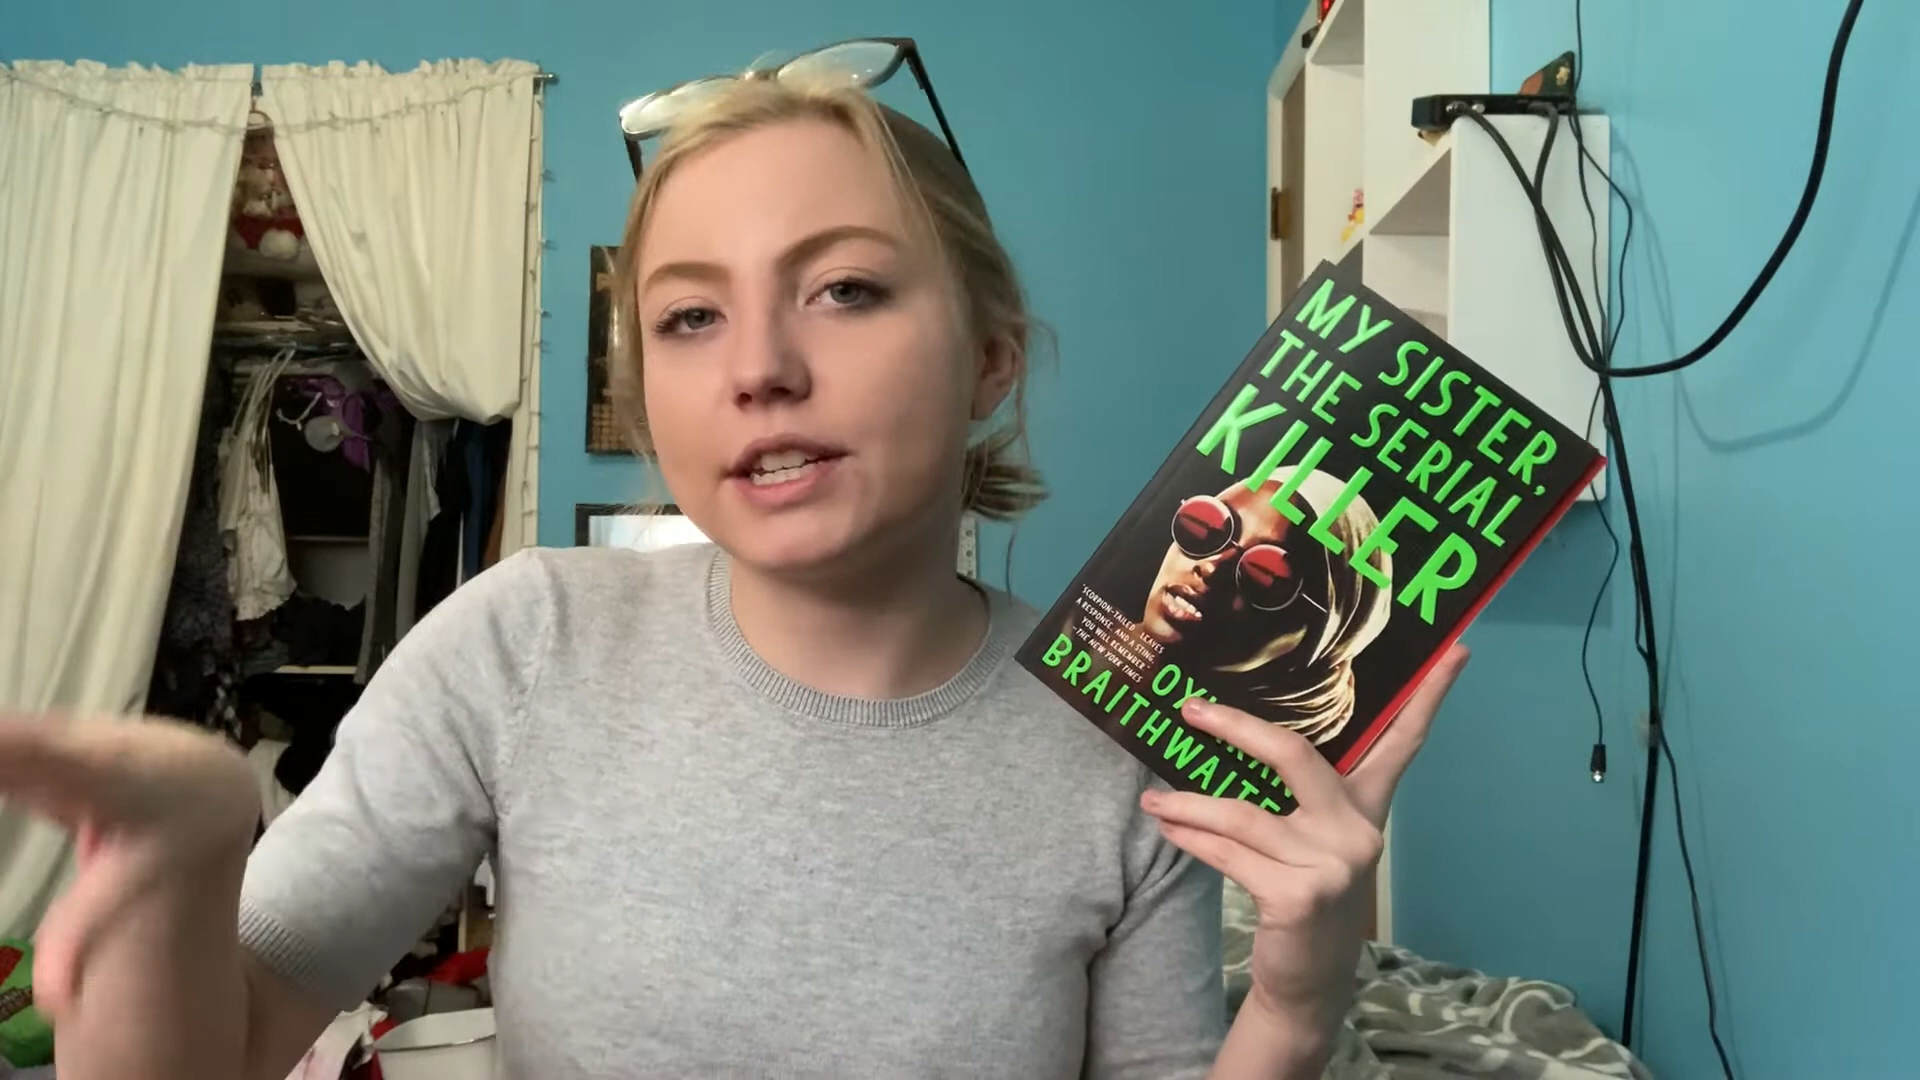 MY SISTER,
THE SERIAL
KILLER
"SCORPION-TAILED LEAVES
A RESPONSE, AND A STING,
YOU WILL REMEMBER."
—THE NEW YORK TIMES
BRAITHWAITE